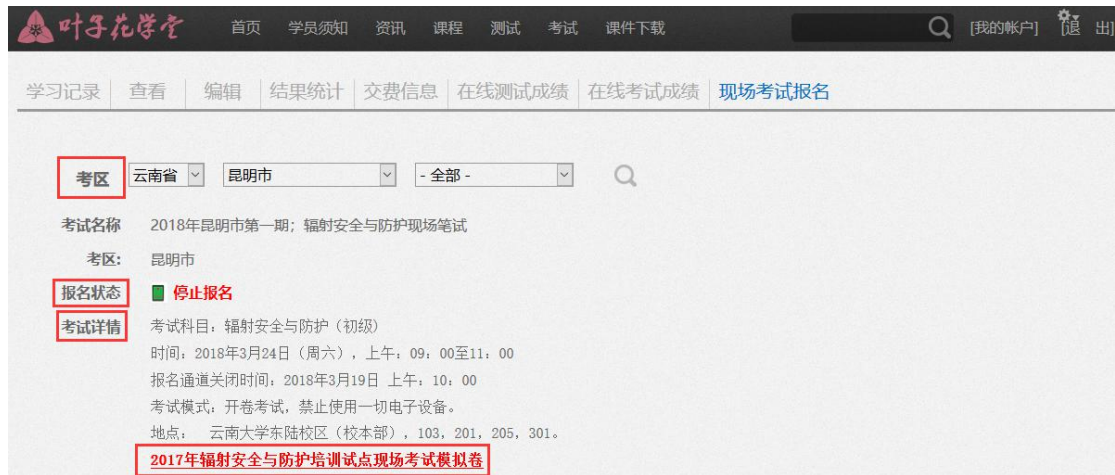 叶子花学堂 首页 学员须知 资讯 课程 测试 考试 课件下载 [我的帐户] [退 出]
学习记录 查看 编辑 结果统计 交费信息 在线测试成绩 在线考试成绩 现场考试报名
考区 云南省 昆明市 - 全部 -
考试名称 2018年昆明市第一期；辐射安全与防护现场笔试
考区: 昆明市
报名状态 停止报名
考试详情 考试科目：辐射安全与防护（初级）
时间：2018年3月24日（周六），上午：09：00至11：00
报名通道关闭时间：2018年3月19日 上午：10：00
考试模式：开卷考试，禁止使用一切电子设备。
地点： 云南大学东陆校区（校本部），103，201，205，301。
2017年辐射安全与防护培训试点现场考试模拟卷